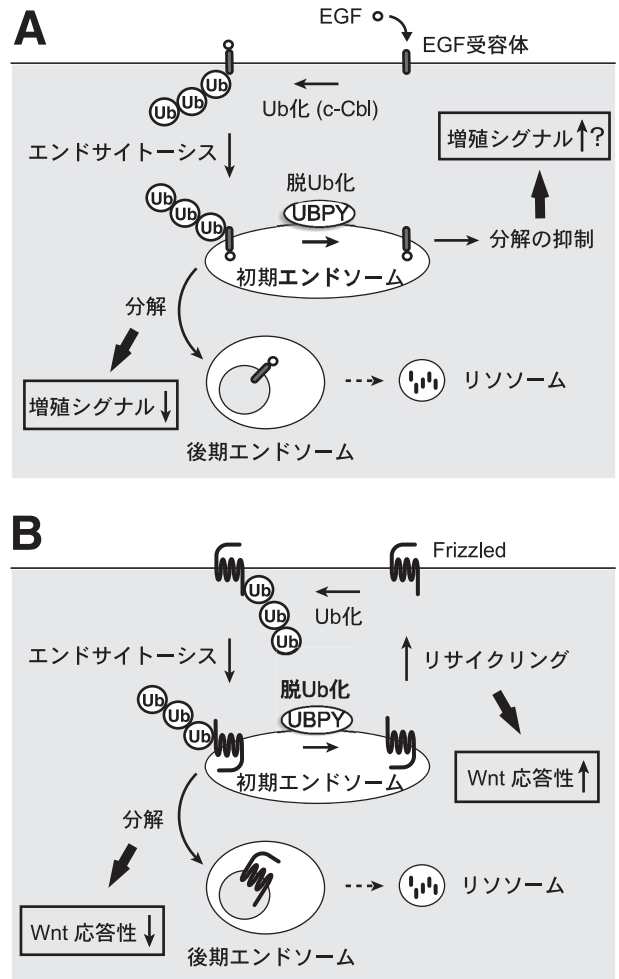 A
EGF
EGF受容体
Ub
Ub
Ub
Ub化 (c-Cbl)
増殖シグナル↑?
エンドサイトーシス
脱Ub化
Ub
Ub
Ub
UBPY
分解の抑制
初期エンドソーム
分解
増殖シグナル↓
リソソーム
後期エンドソーム
B
Frizzled
Ub
Ub
Ub
Ub化
エンドサイトーシス
リサイクリング
脱Ub化
Ub
Ub
Ub
UBPY
初期エンドソーム
Wnt 応答性↑
分解
Wnt 応答性↓
リソソーム
後期エンドソーム